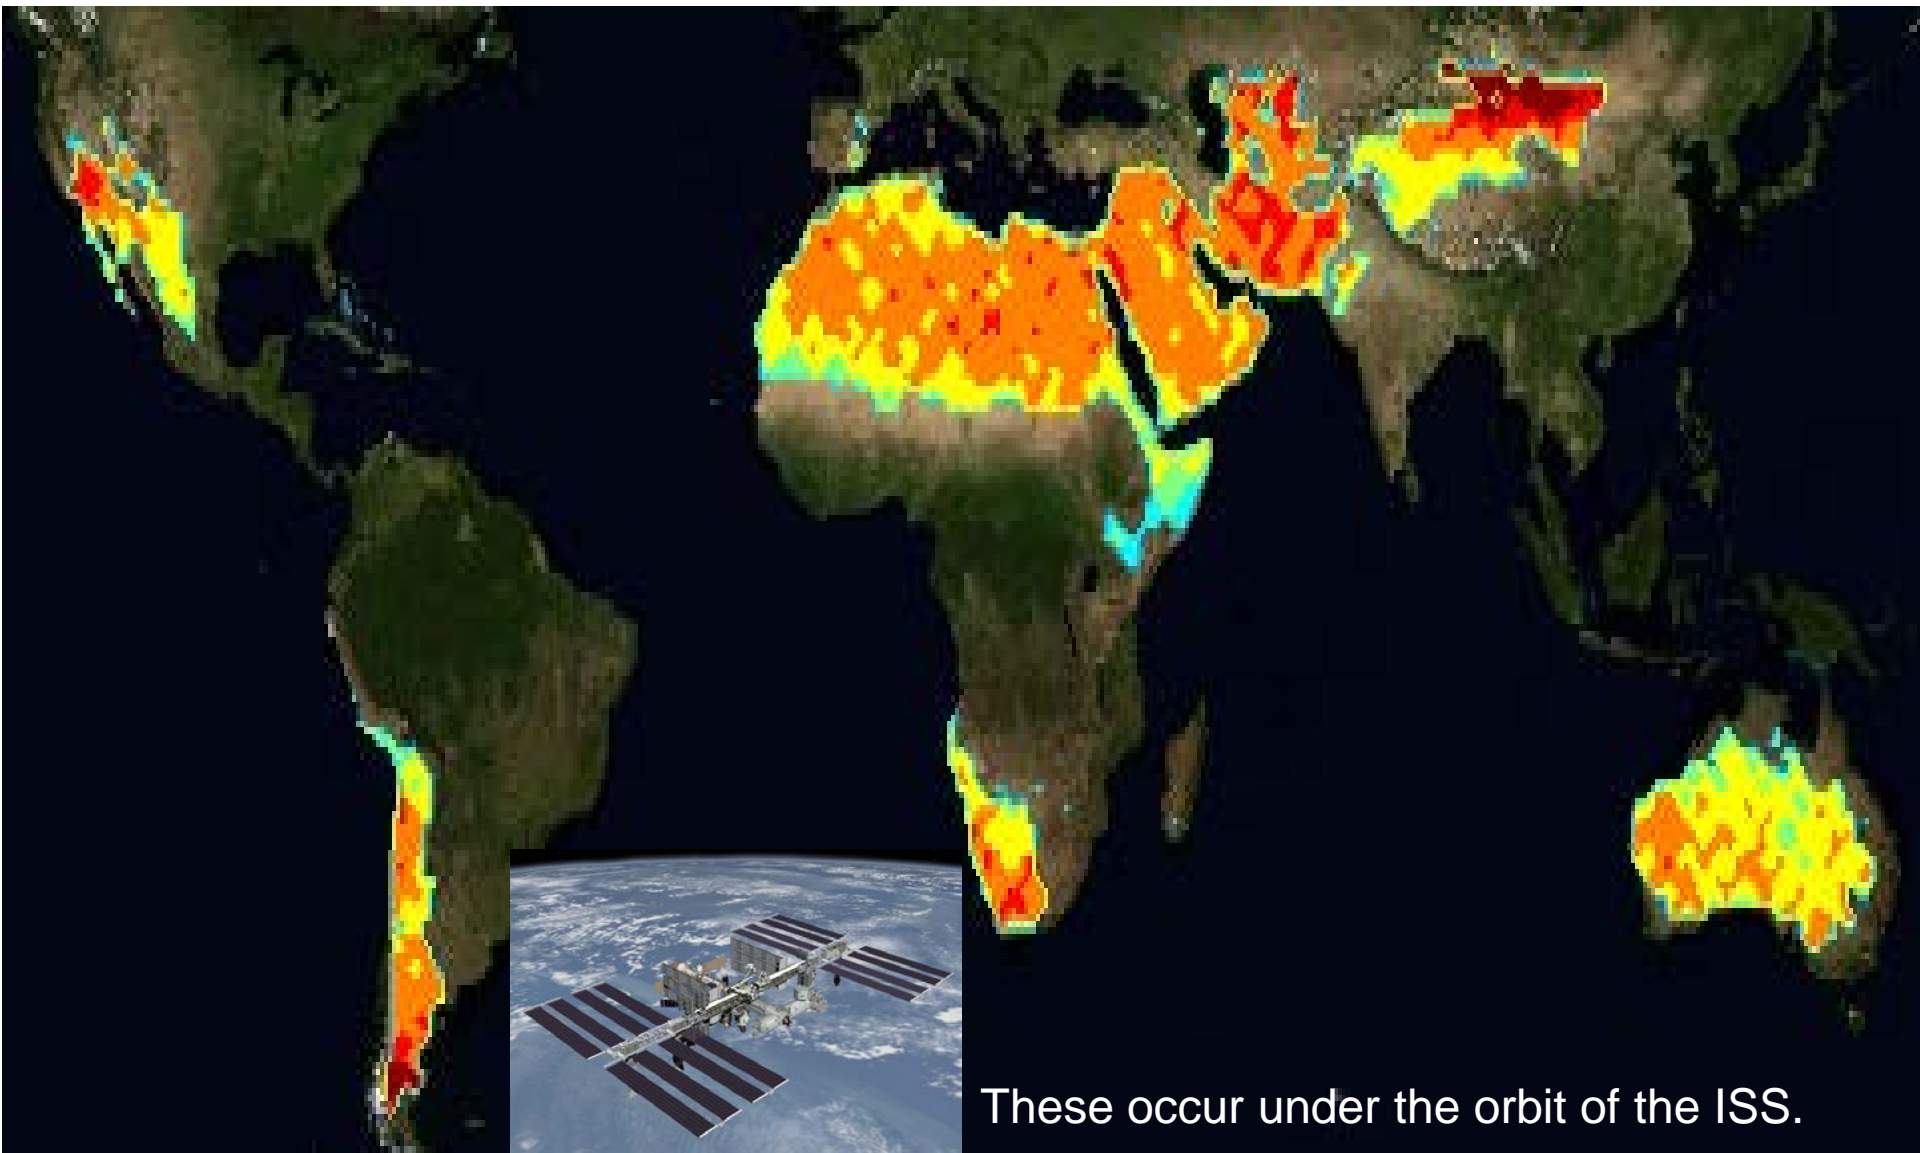 These occur under the orbit of the ISS.